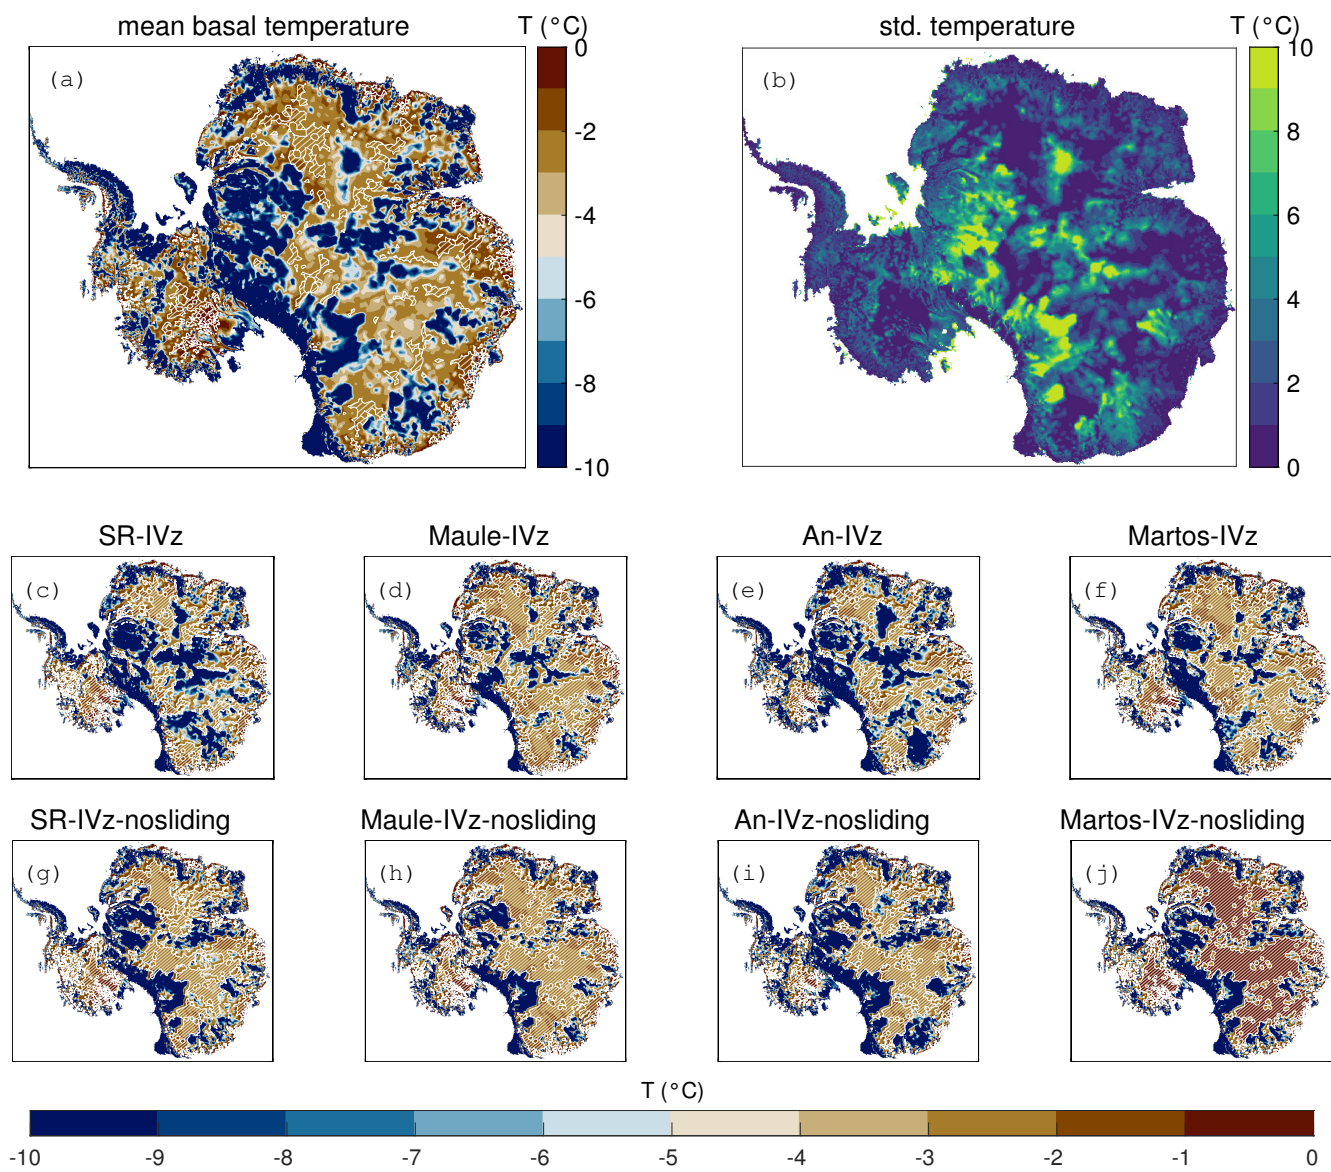 mean basal temperature T (°C)
std. temperature T (°C)
(a)
0
-2
-4
-6
-8
-10
(b)
10
8
6
4
2
0
SR-IVz
Maule-IVz
An-IVz
Martos-IVz
(c)
(d)
(e)
(f)
SR-IVz-nosliding
Maule-IVz-nosliding
An-IVz-nosliding
Martos-IVz-nosliding
(g)
(h)
(i)
(j)
T (°C)
-10 -9 -8 -7 -6 -5 -4 -3 -2 -1 0